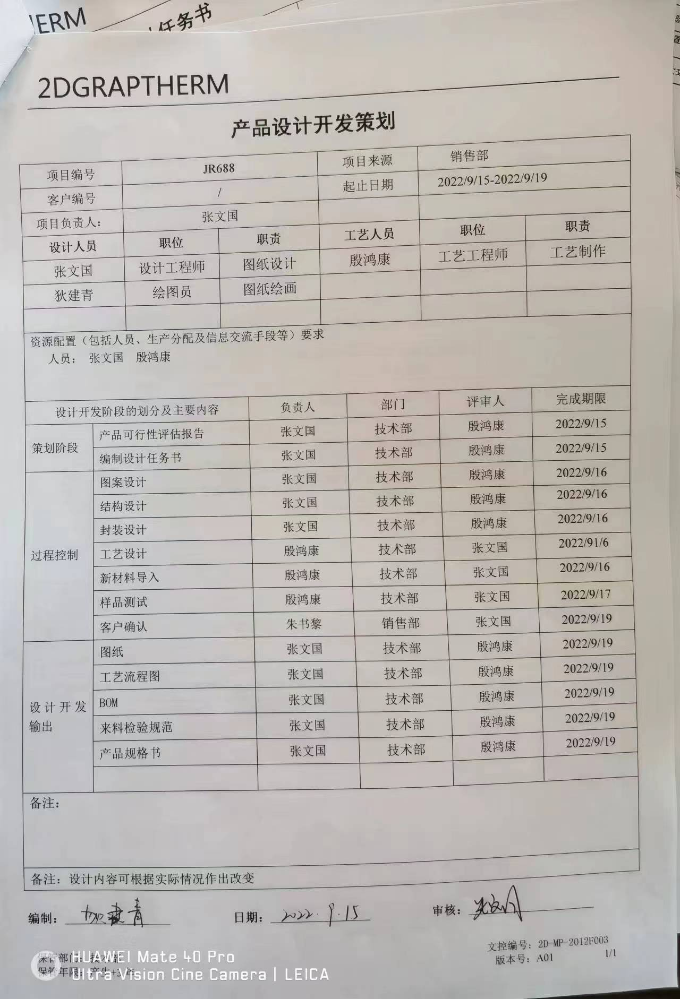 任务书
2DGRAPTHERM
产品设计开发策划
项目编号 JR688 项目来源 销售部
客户编号 / 起止日期 2022/9/15-2022/9/19
项目负责人： 张文国
设计人员 职位 职责 工艺人员 职位 职责
张文国 设计工程师 图纸设计 殷鸿康 工艺工程师 工艺制作
狄建青 绘图员 图纸绘画
资源配置（包括人员、生产分配及信息交流手段等）要求
人员： 张文国 殷鸿康
设计开发阶段的划分及主要内容 负责人 部门 评审人 完成期限
策划阶段 产品可行性评估报告 张文国 技术部 殷鸿康 2022/9/15
编制设计任务书 张文国 技术部 殷鸿康 2022/9/15
过程控制 图案设计 张文国 技术部 殷鸿康 2022/9/16
结构设计 张文国 技术部 殷鸿康 2022/9/16
封装设计 张文国 技术部 殷鸿康 2022/9/16
工艺设计 殷鸿康 技术部 张文国 2022/91/6
新材料导入 殷鸿康 技术部 张文国 2022/9/16
样品测试 殷鸿康 技术部 张文国 2022/9/17
客户确认 朱书黎 销售部 张文国 2022/9/19
设计开发输出 图纸 张文国 技术部 殷鸿康 2022/9/19
工艺流程图 张文国 技术部 殷鸿康 2022/9/19
BOM 张文国 技术部 殷鸿康 2022/9/19
来料检验规范 张文国 技术部 殷鸿康 2022/9/19
产品规格书 张文国 技术部 殷鸿康 2022/9/19
备注：
备注：设计内容可根据实际情况作出改变
编制： 日期： 2022.9.15 审核：
文控编号：2D-MP-2012F003
版本号：A01 1/1
保管部门：技术部
保管年限：产生+3年
HUAWEI Mate 40 Pro
Ultra Vision Cine Camera | LEICA